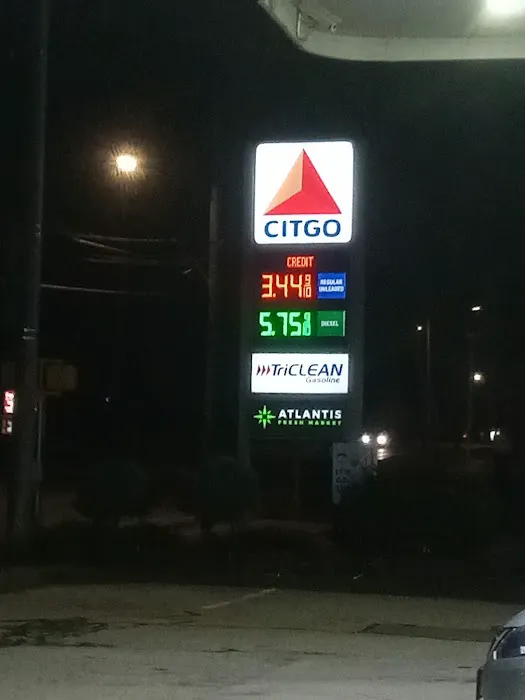 CITGO
CREDIT
3.44 9/10 REGULAR UNLEADED
5.75 9/10 DIESEL
TriCLEAN
Gasoline
ATLANTIS
FRESH MARKET